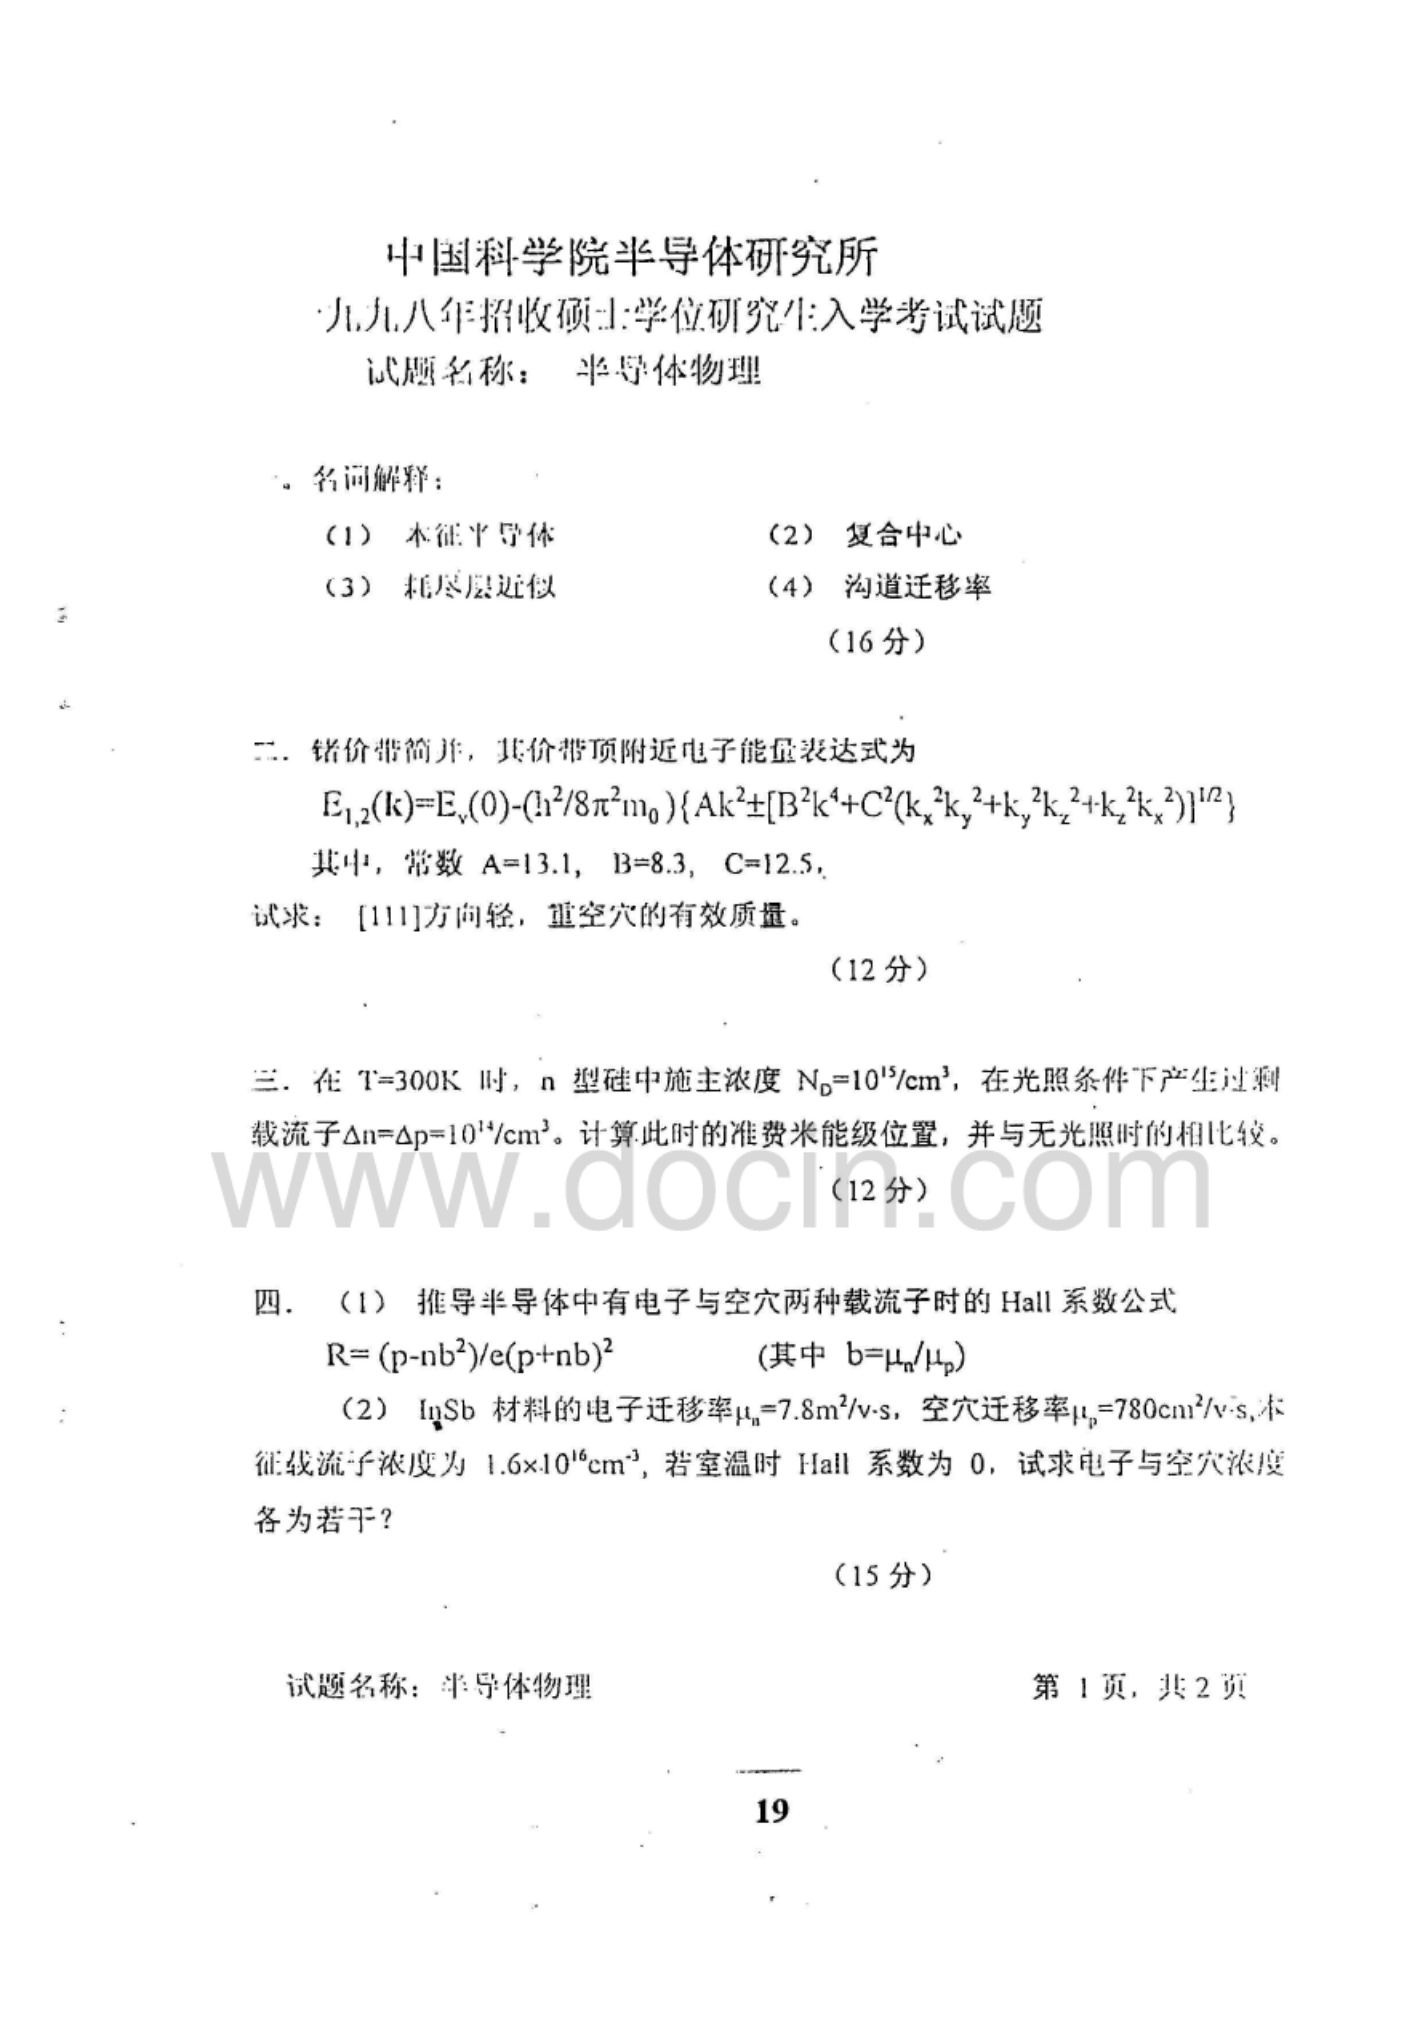 中国科学院半导体研究所
九九八年招收硕士学位研究生入学考试试题
试题名称： 半导体物理
。名词解释：
（1） 本征半导体 （2） 复合中心
（3） 耗尽层近似 （4） 沟道迁移率
（16 分）
二. 锗价带简并，其价带顶附近电子能量表达式为
E₁,₂(k)=Eᵥ(0)-(h²/8π²m₀){Ak²±[B²k⁴+C²(kₓ²k_y²+k_y²k_z²+k_z²kₓ²)]^1/2}
其中，常数 A=13.1, B=8.3, C=12.5,
试求： [111]方向轻，重空穴的有效质量。
（12 分）
三. 在 T=300K 时，n 型硅中施主浓度 N_D=10¹⁵/cm³，在光照条件下产生过剩
载流子Δn=Δp=10¹⁴/cm³。计算此时的准费米能级位置，并与无光照时的相比较。
www.docin.com
（12 分）
四. （1） 推导半导体中有电子与空穴两种载流子时的 Hall 系数公式
R= (p-nb²)/e(p+nb)² (其中 b=μₙ/μₚ)
（2） InSb 材料的电子迁移率μₙ=7.8m²/v·s，空穴迁移率μₚ=780cm²/v·s,本
征载流子浓度为 1.6×10¹⁶cm⁻³, 若室温时 Hall 系数为 0，试求电子与空穴浓度
各为若干？
（15 分）
试题名称：半导体物理 第 1 页，共 2 页
19